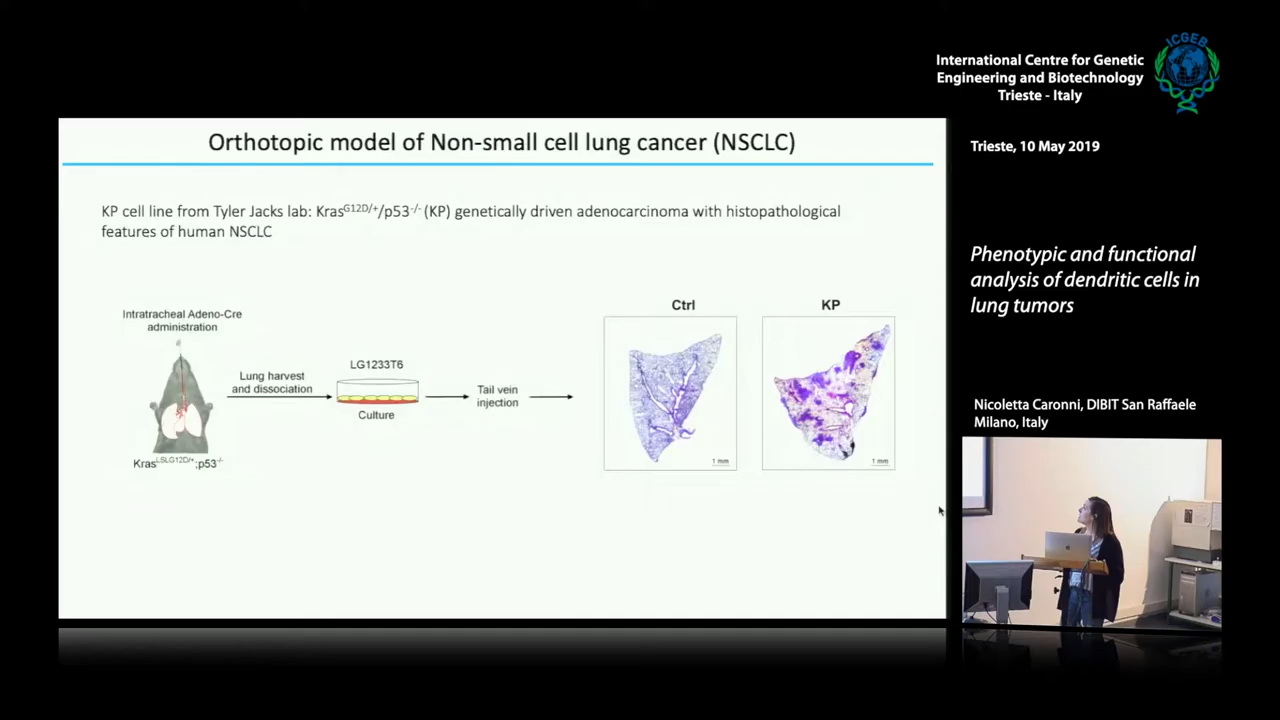 ICGEB
International Centre for Genetic
Engineering and Biotechnology
Trieste - Italy
Trieste, 10 May 2019
Phenotypic and functional
analysis of dendritic cells in
lung tumors
Nicoletta Caronni, DIBIT San Raffaele
Milano, Italy
Orthotopic model of Non-small cell lung cancer (NSCLC)
KP cell line from Tyler Jacks lab: KrasG12D/+/p53-/- (KP) genetically driven adenocarcinoma with histopathological
features of human NSCLC
Intratracheal Adeno-Cre
administration
KrasLSLG12D/+;p53-/-
Lung harvest
and dissociation
LG1233T6
Culture
Tail vein
injection
Ctrl
1 mm
KP
1 mm